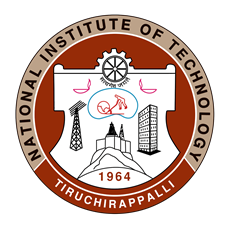 NATIONAL INSTITUTE OF TECHNOLOGY
1964
TIRUCHIRAPPALLI